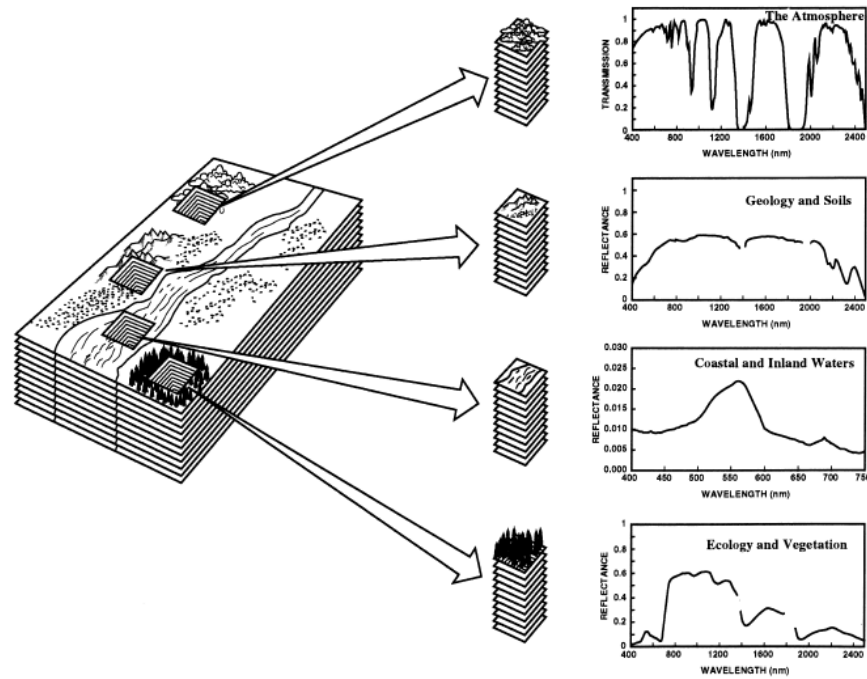 The Atmosphere
TRANSMISSION
1
0.8
0.6
0.4
0.2
0
400 800 1200 1600 2000 2400
WAVELENGTH (nm)
Geology and Soils
REFLECTANCE
1
0.8
0.6
0.4
0.2
0
400 800 1200 1600 2000 2400
WAVELENGTH (nm)
Coastal and Inland Waters
REFLECTANCE
0.030
0.025
0.020
0.015
0.010
0.005
0.000
400 450 500 550 600 650 700 750
WAVELENGTH (nm)
Ecology and Vegetation
REFLECTANCE
1
0.8
0.6
0.4
0.2
0
400 800 1200 1600 2000 2400
WAVELENGTH (nm)